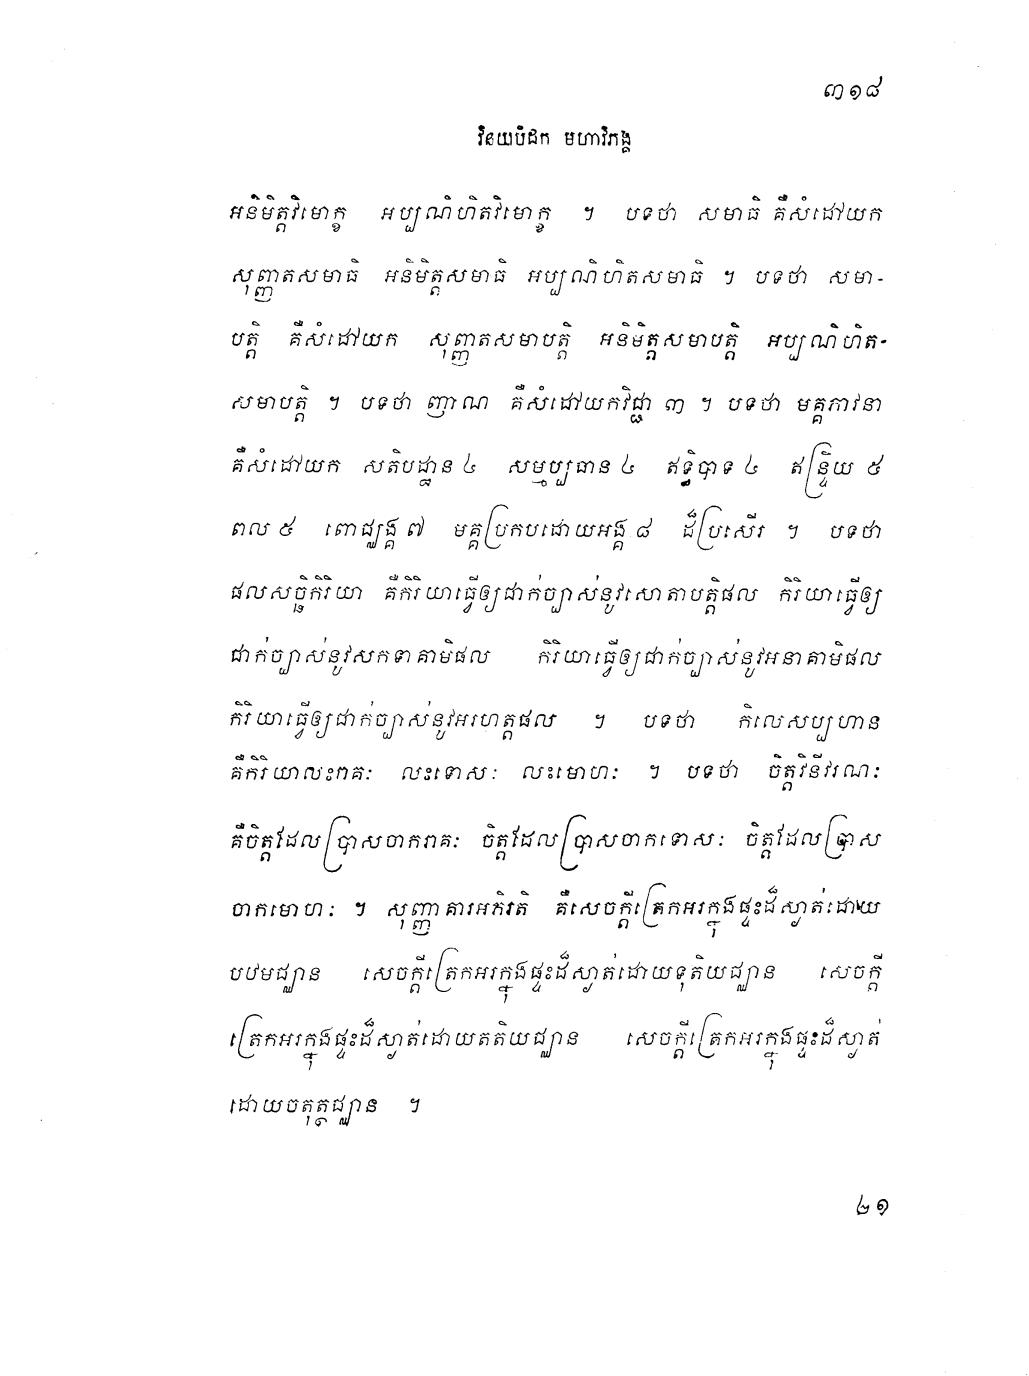 ៣១៨
វិនយបិដក មហាវិភង្គ
អនិមិត្តវិមោក្ខ អប្បណិហិតវិមោក្ខ ។ បទថា សមាធិ គឺសំដៅយក
សុញ្ញតសមាធិ អនិមិត្តសមាធិ អប្បណិហិតសមាធិ ។ បទថា សមា-
បត្តិ គឺសំដៅយក សុញ្ញតសមាបត្តិ អនិមិត្តសមាបត្តិ អប្បណិហិត-
សមាបត្តិ ។ បទថា ញាណ គឺសំដៅយកវិជ្ជា ៣ ។ បទថា មគ្គភាវនា
គឺសំដៅយក សតិបដ្ឋាន ៤ សម្មប្បធាន ៤ ឥទ្ធិបាទ ៤ ឥន្ទ្រិយ ៥
ពល ៥ ពោជ្ឈង្គ ៧ មគ្គប្រកបដោយអង្គ ៨ ដ៏ប្រសើរ ។ បទថា
ផលសច្ឆិកិរិយា គឺកិរិយាធ្វើឲ្យជាក់ច្បាស់នូវសោតាបត្តិផល កិរិយាធ្វើឲ្យ
ជាក់ច្បាស់នូវសកទាគាមិផល កិរិយាធ្វើឲ្យជាក់ច្បាស់នូវអនាគាមិផល
កិរិយាធ្វើឲ្យជាក់ច្បាស់នូវអរហត្តផល ។ បទថា កិលេសប្បហាន
គឺកិរិយាលះរាគៈ លះទោសៈ លះមោហៈ ។ បទថា ចិត្តវិនីវរណៈ
គឺចិត្តដែលប្រាសចាករាគៈ ចិត្តដែលប្រាសចាកទោសៈ ចិត្តដែលប្រាស
ចាកមោហៈ ។ សុញ្ញាគារអភិរតិ គឺសេចក្តីត្រេកអរក្នុងផ្ទះដ៏ស្ងាត់ដោយ
បឋមជ្ឈាន សេចក្តីត្រេកអរក្នុងផ្ទះដ៏ស្ងាត់ដោយទុតិយជ្ឈាន សេចក្តី
ត្រេកអរក្នុងផ្ទះដ៏ស្ងាត់ដោយតតិយជ្ឈាន សេចក្តីត្រេកអរក្នុងផ្ទះដ៏ស្ងាត់
ដោយចតុត្ថជ្ឈាន ។
៤១